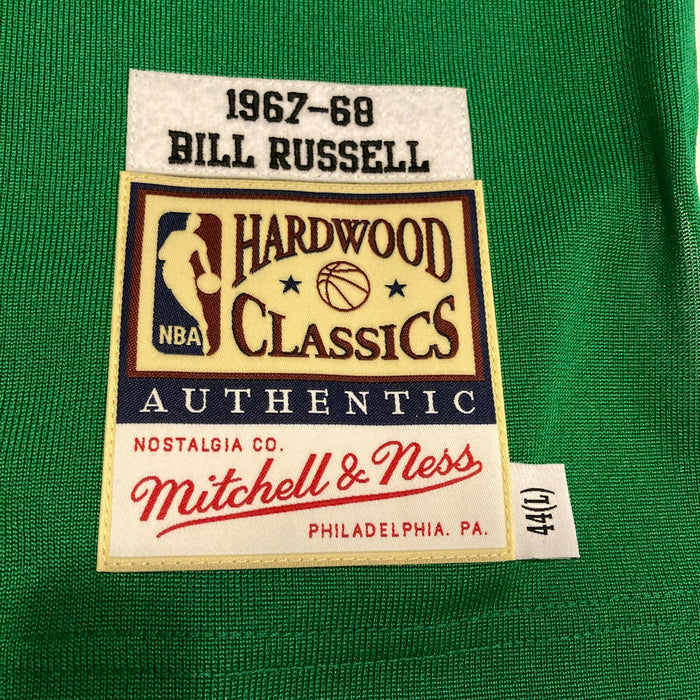 1967-68
BILL RUSSELL
HARDWOOD
CLASSICS
NBA
AUTHENTIC
NOSTALGIA CO.
Mitchell & Ness
PHILADELPHIA. PA.
44(L)